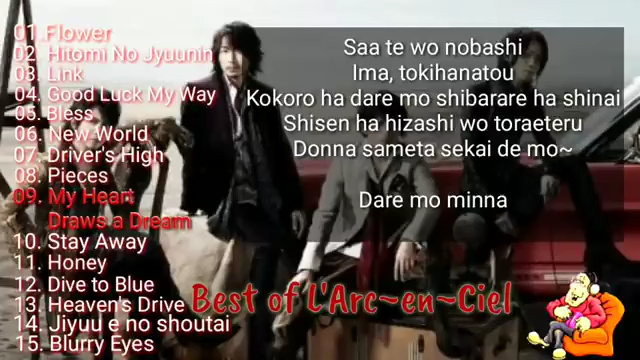 01.Flower
02. Hitomi No Jyuunin
03. Link
04. Good Luck My Way
05. Bless
06. New World
07. Driver's High
08. Pieces
09. My Heart
Draws a Dream
10. Stay Away
11. Honey
12. Dive to Blue
13. Heaven's Drive
14. Jiyuu e no shoutai
15. Blurry Eyes
Saa te wo nobashi
Ima, tokihanatou
Kokoro ha dare mo shibarare ha shinai
Shisen ha hizashi wo toraeteru
Donna sameta sekai de mo~
Dare mo minna
Best of L'Arc~en~Ciel